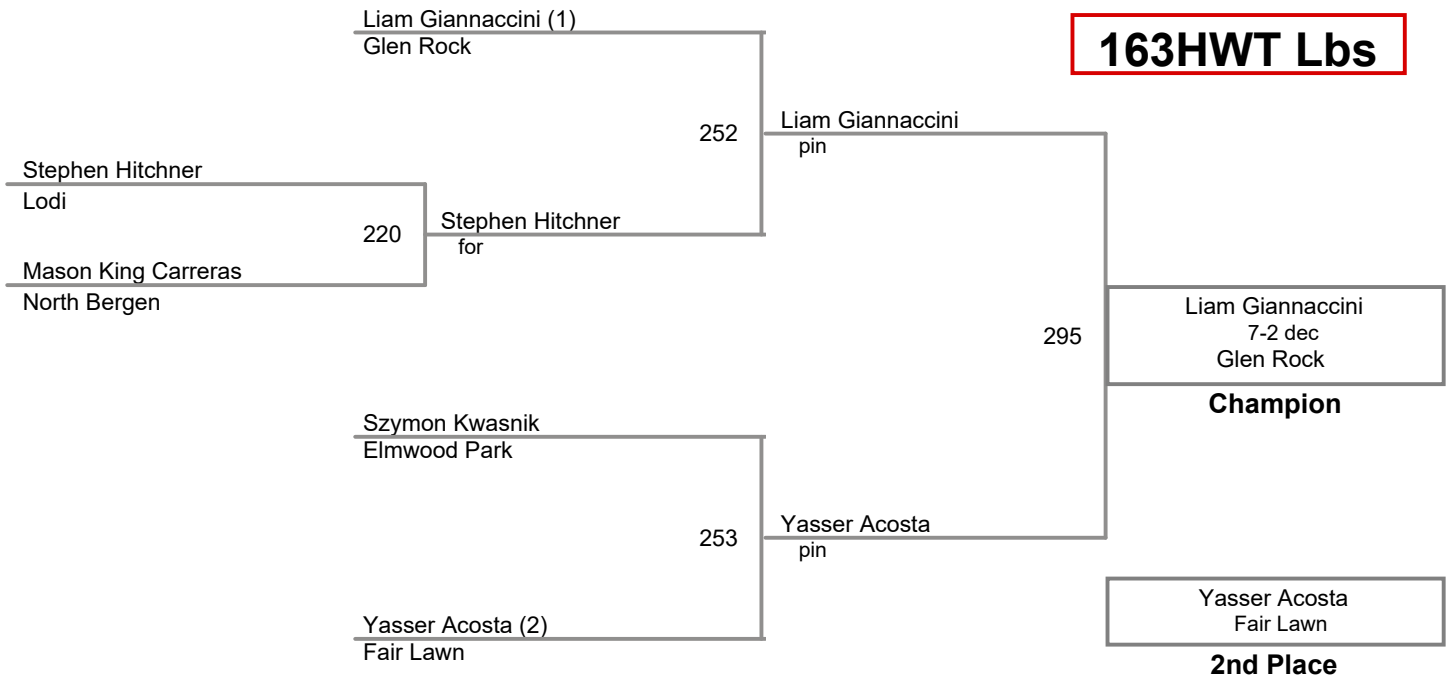 Liam Giannaccini (1)
Glen Rock
163HWT Lbs
252
Liam Giannaccini
pin
Stephen Hitchner
Lodi
220
Stephen Hitchner
for
Mason King Carreras
North Bergen
295
Liam Giannaccini
7-2 dec
Glen Rock
Champion
Szymon Kwasnik
Elmwood Park
253
Yasser Acosta
pin
Yasser Acosta (2)
Fair Lawn
Yasser Acosta
Fair Lawn
2nd Place